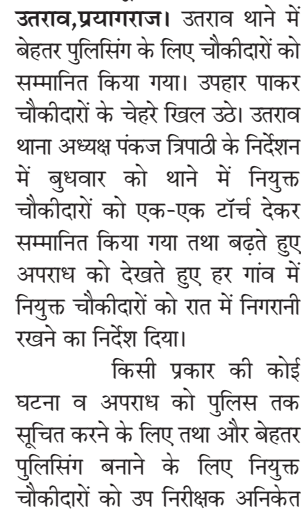 उतराव,प्रयागराज। उतराव थाने में
बेहतर पुलिसिंग के लिए चौकीदारों को
सम्मानित किया गया। उपहार पाकर
चौकीदारों के चेहरे खिल उठे। उतराव
थाना अध्यक्ष पंकज त्रिपाठी के निर्देशन
में बुधवार को थाने में नियुक्त
चौकीदारों को एक-एक टॉर्च देकर
सम्मानित किया गया तथा बढ़ते हुए
अपराध को देखते हुए हर गांव में
नियुक्त चौकीदारों को रात में निगरानी
रखने का निर्देश दिया।
किसी प्रकार की कोई
घटना व अपराध को पुलिस तक
सूचित करने के लिए तथा और बेहतर
पुलिसिंग बनाने के लिए नियुक्त
चौकीदारों को उप निरीक्षक अनिकेत